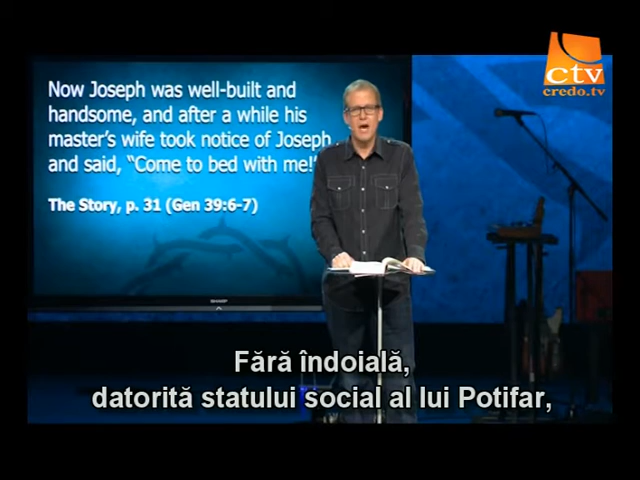 ctv
credo.tv
Now Joseph was well-built and
handsome, and after a while his
master's wife took notice of Joseph
and said, "Come to bed with me!"
The Story, p. 31 (Gen 39:6-7)
SHARP
Fără îndoială,
datorită statului social al lui Potifar,